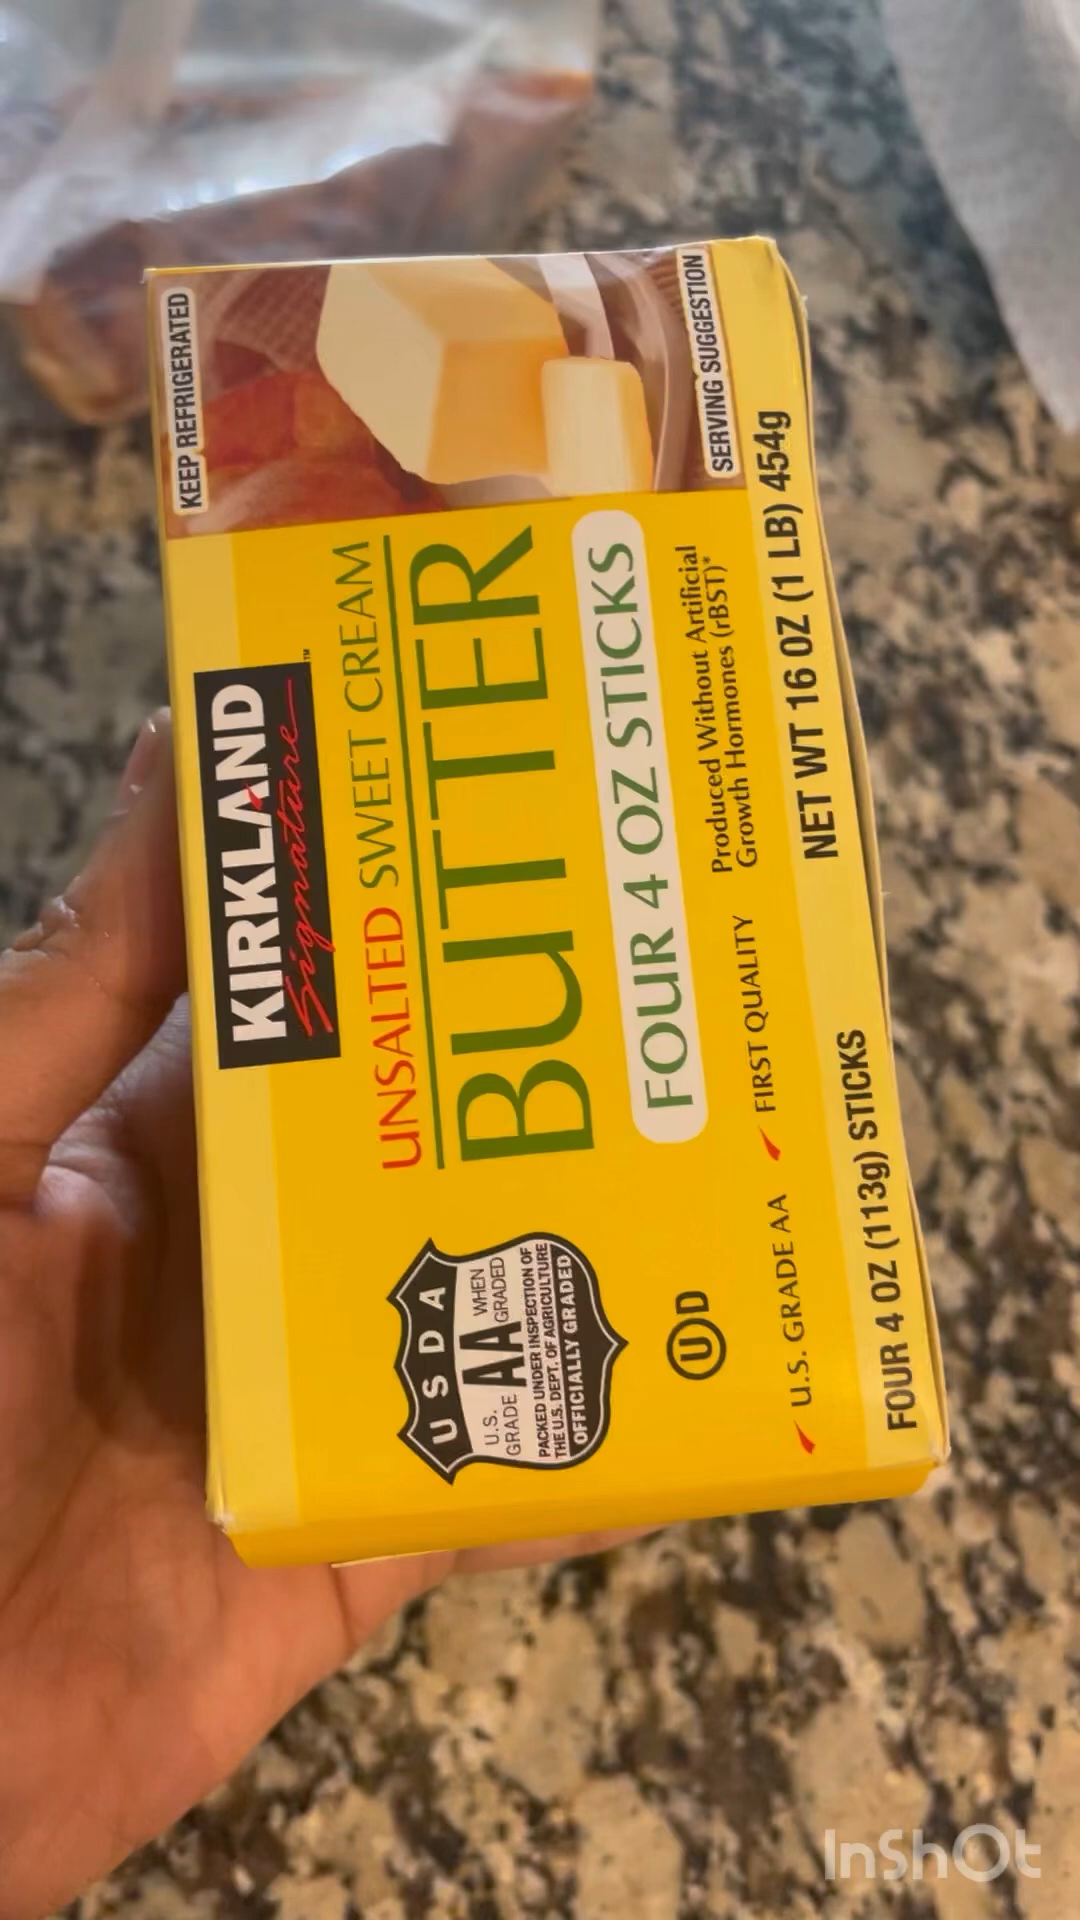 KEEP REFRIGERATED
KIRKLAND
Signature™
UNSALTED SWEET CREAM
BUTTER
FOUR 4 OZ STICKS
SERVING SUGGESTION
USDA
U.S.
GRADE AA WHEN
GRADED
PACKED UNDER INSPECTION OF
THE U.S. DEPT. OF AGRICULTURE
OFFICIALLY GRADED
U D
U.S. GRADE AA
FIRST QUALITY
Produced Without Artificial
Growth Hormones (rBST)*
FOUR 4 OZ (113g) STICKS
NET WT 16 OZ (1 LB) 454g
InShOt